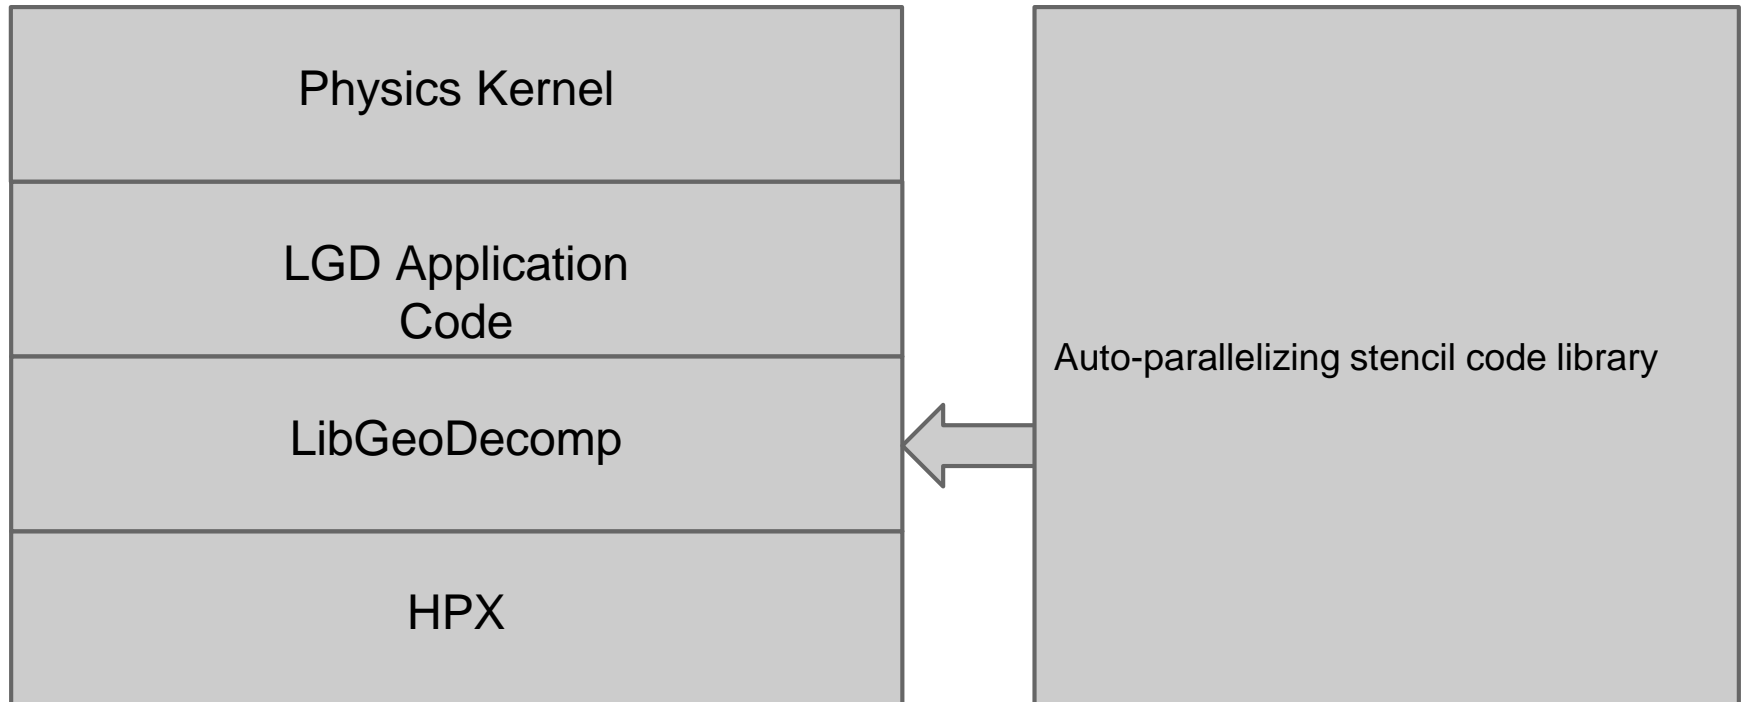 Physics Kernel
LGD Application
Code
LibGeoDecomp
HPX
Auto-parallelizing stencil code library